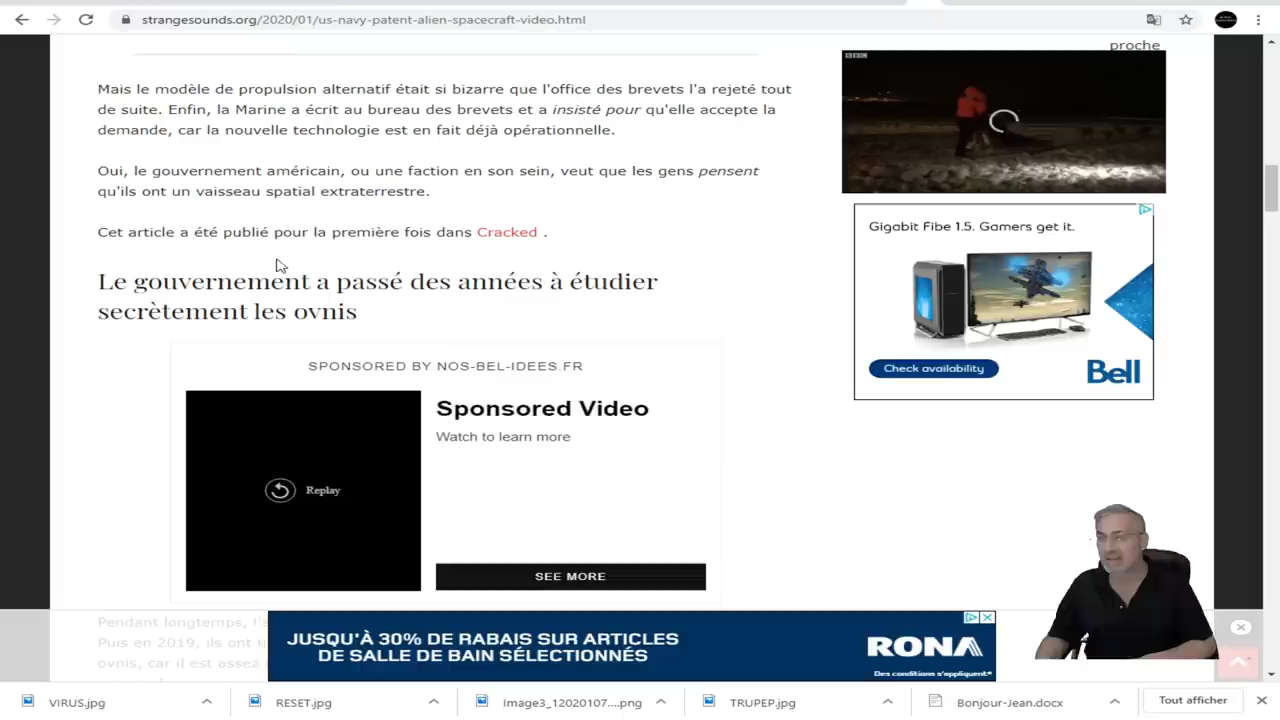 strangesounds.org/2020/01/us-navy-patent-alien-spacecraft-video.html
proche
Mais le modèle de propulsion alternatif était si bizarre que l'office des brevets l'a rejeté tout
de suite. Enfin, la Marine a écrit au bureau des brevets et a insisté pour qu'elle accepte la
demande, car la nouvelle technologie est en fait déjà opérationnelle.
Oui, le gouvernement américain, ou une faction en son sein, veut que les gens pensent
qu'ils ont un vaisseau spatial extraterrestre.
Cet article a été publié pour la première fois dans Cracked .
Le gouvernement a passé des années à étudier
secrètement les ovnis
SPONSORED BY NOS-BEL-IDEES.FR
Sponsored Video
Watch to learn more
Replay
SEE MORE
BBC
Gigabit Fibe 1.5. Gamers get it.
Check availability
Bell
Pendant longtemps,
Puis en 2019, ils ont
ovnis, car il est assez
JUSQU'À 30% DE RABAIS SUR ARTICLES
DE SALLE DE BAIN SÉLECTIONNÉS
RONA
Des conditions s'appliquent*
VIRUS.jpg
RESET.jpg
Image3_12020107....png
TRUPEP.jpg
Bonjour-Jean.docx
Tout afficher